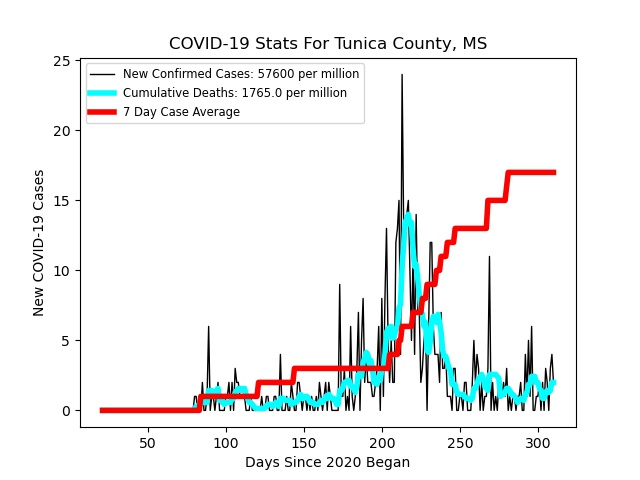 COVID-19 Stats For Tunica County, MS
New Confirmed Cases: 57600 per million
Cumulative Deaths: 1765.0 per million
7 Day Case Average
New COVID-19 Cases
25
20
15
10
5
0
50 100 150 200 250 300
Days Since 2020 Began